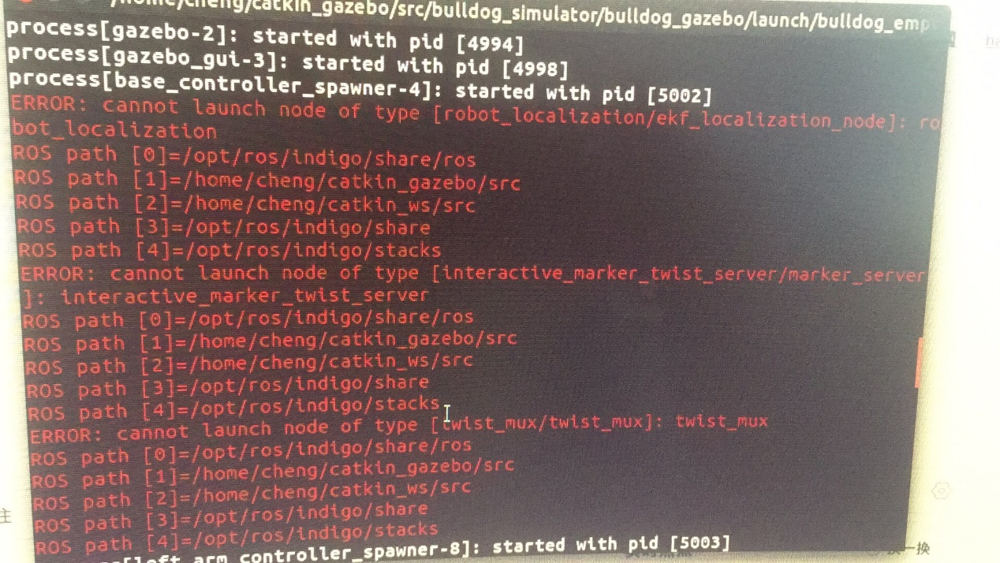 /home/cheng/catkin_gazebo/src/bulldog_simulator/bulldog_gazebo/launch/bulldog_emp
process[gazebo-2]: started with pid [4994]
process[gazebo_gui-3]: started with pid [4998]
process[base_controller_spawner-4]: started with pid [5002]
ERROR: cannot launch node of type [robot_localization/ekf_localization_node]: ro
bot_localization
ROS path [0]=/opt/ros/indigo/share/ros
ROS path [1]=/home/cheng/catkin_gazebo/src
ROS path [2]=/home/cheng/catkin_ws/src
ROS path [3]=/opt/ros/indigo/share
ROS path [4]=/opt/ros/indigo/stacks
ERROR: cannot launch node of type [interactive_marker_twist_server/marker_server
]: interactive_marker_twist_server
ROS path [0]=/opt/ros/indigo/share/ros
ROS path [1]=/home/cheng/catkin_gazebo/src
ROS path [2]=/home/cheng/catkin_ws/src
ROS path [3]=/opt/ros/indigo/share
ROS path [4]=/opt/ros/indigo/stacks
ERROR: cannot launch node of type [twist_mux/twist_mux]: twist_mux
ROS path [0]=/opt/ros/indigo/share/ros
ROS path [1]=/home/cheng/catkin_gazebo/src
ROS path [2]=/home/cheng/catkin_ws/src
ROS path [3]=/opt/ros/indigo/share
ROS path [4]=/opt/ros/indigo/stacks
[left_arm_controller_spawner-8]: started with pid [5003]
注
一换